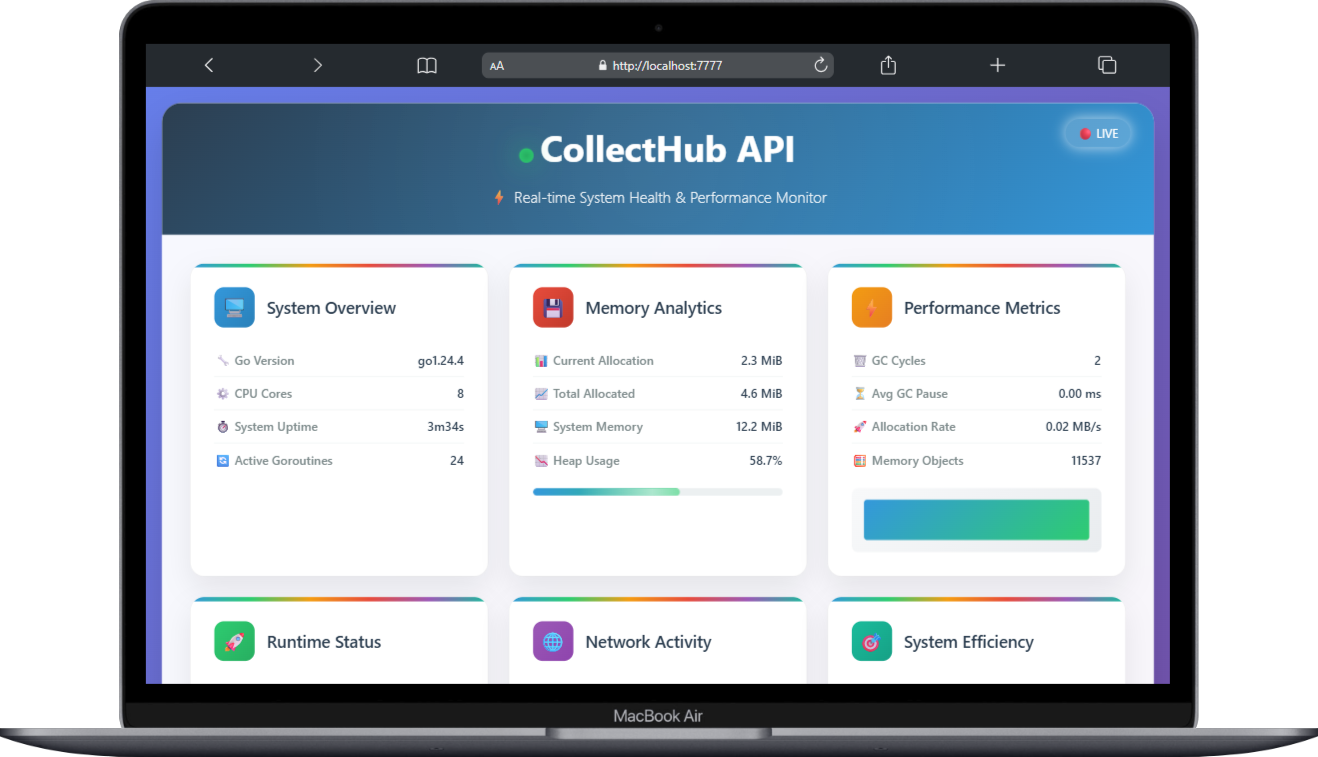 AA
http://localhost:7777
LIVE
CollectHub API
Real-time System Health & Performance Monitor
System Overview
Go Version go1.24.4
CPU Cores 8
System Uptime 3m34s
Active Goroutines 24
Memory Analytics
Current Allocation 2.3 MiB
Total Allocated 4.6 MiB
System Memory 12.2 MiB
Heap Usage 58.7%
Performance Metrics
GC Cycles 2
Avg GC Pause 0.00 ms
Allocation Rate 0.02 MB/s
Memory Objects 11537
Runtime Status
Network Activity
System Efficiency
MacBook Air